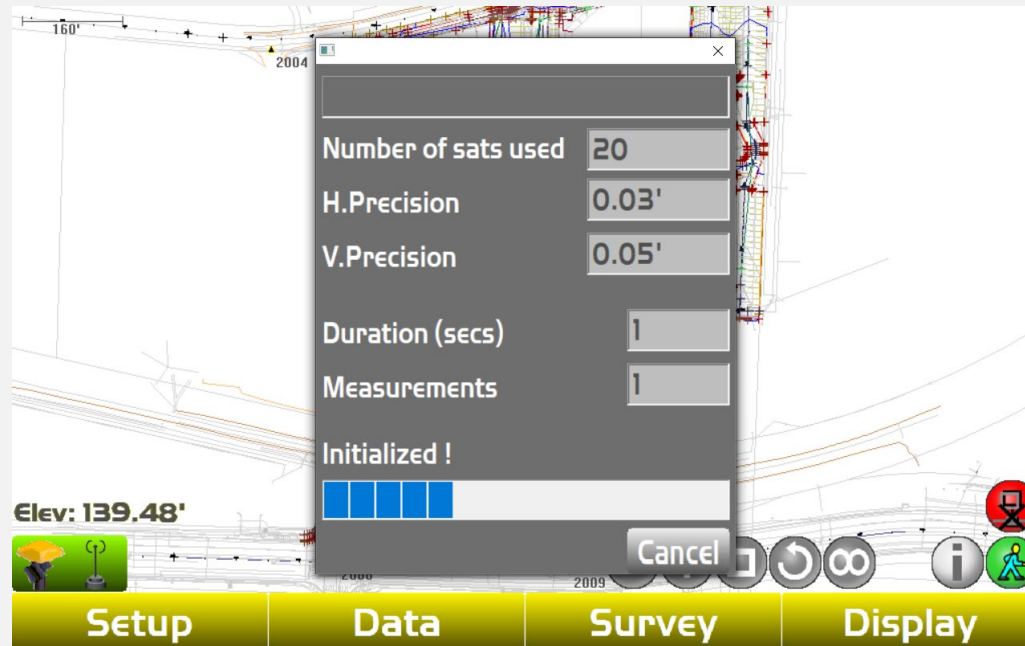 160'
2004
Number of sats used 20
H.Precision 0.03'
V.Precision 0.05'
Duration (secs) 1
Measurements 1
Initialized !
Elev: 139.48'
Cancel
2008
2009
Setup Data Survey Display